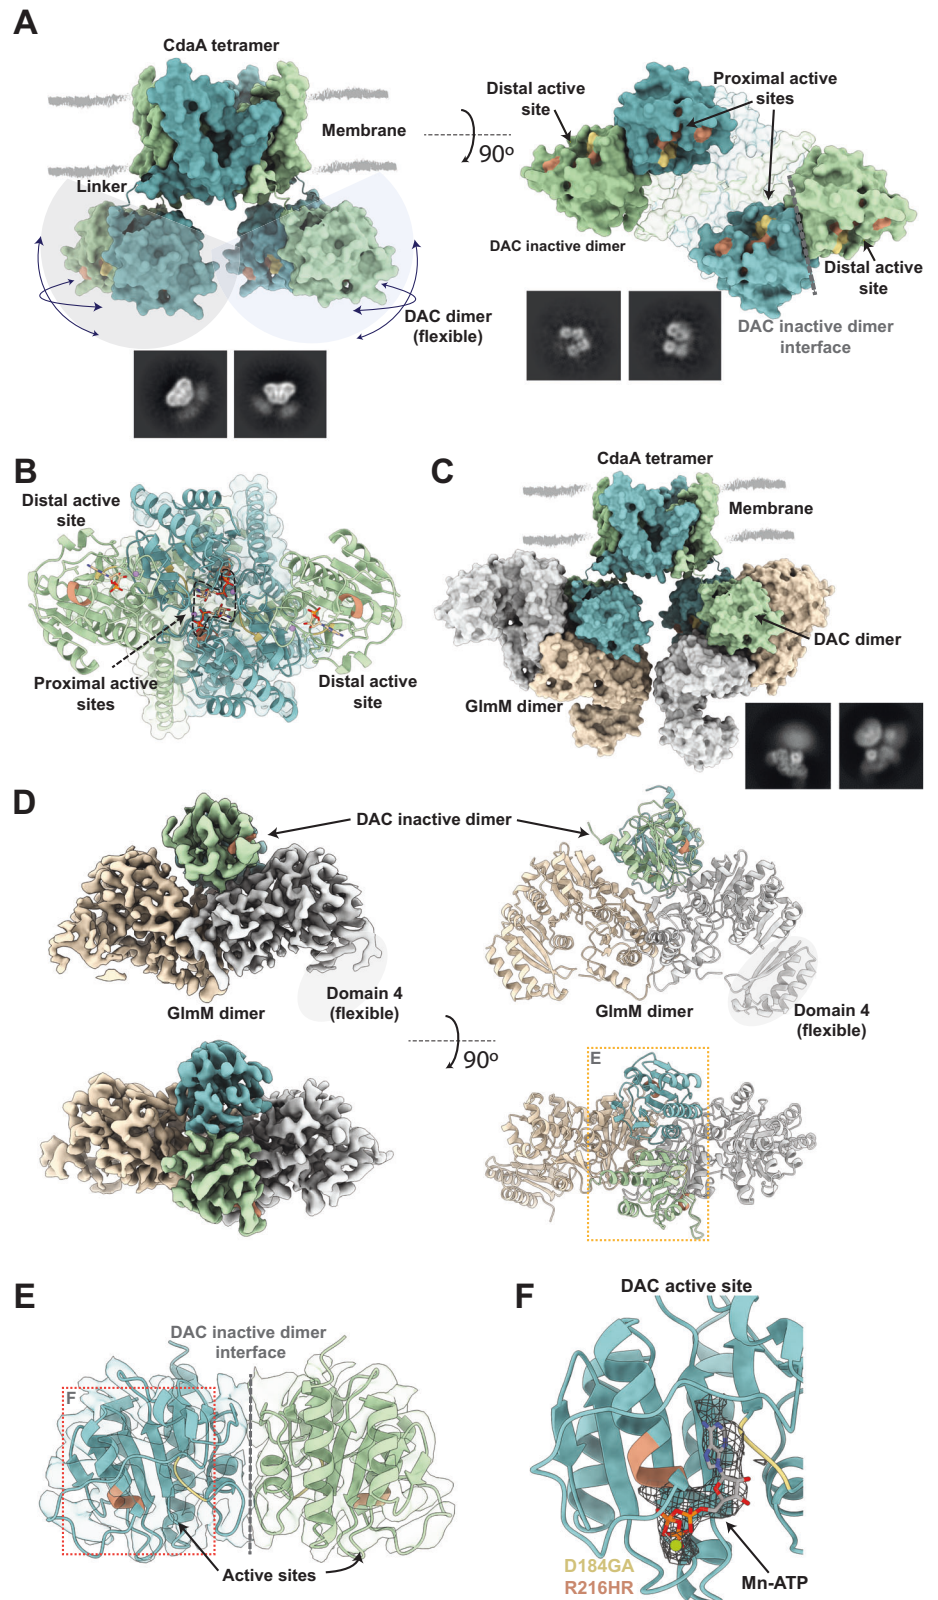 A
CdaA tetramer
Membrane
Linker
DAC dimer
(flexible)
90º
Distal active
site
Proximal active
sites
DAC inactive dimer
Distal active
site
DAC inactive dimer
interface
B
Distal active
site
Proximal active
sites
Distal active
site
C
CdaA tetramer
Membrane
DAC dimer
GlmM dimer
D
DAC inactive dimer
GlmM dimer
Domain 4
(flexible)
GlmM dimer
Domain 4
(flexible)
90º
E
E
DAC inactive dimer
interface
F
Active sites
F
DAC active site
D184GA
R216HR
Mn-ATP